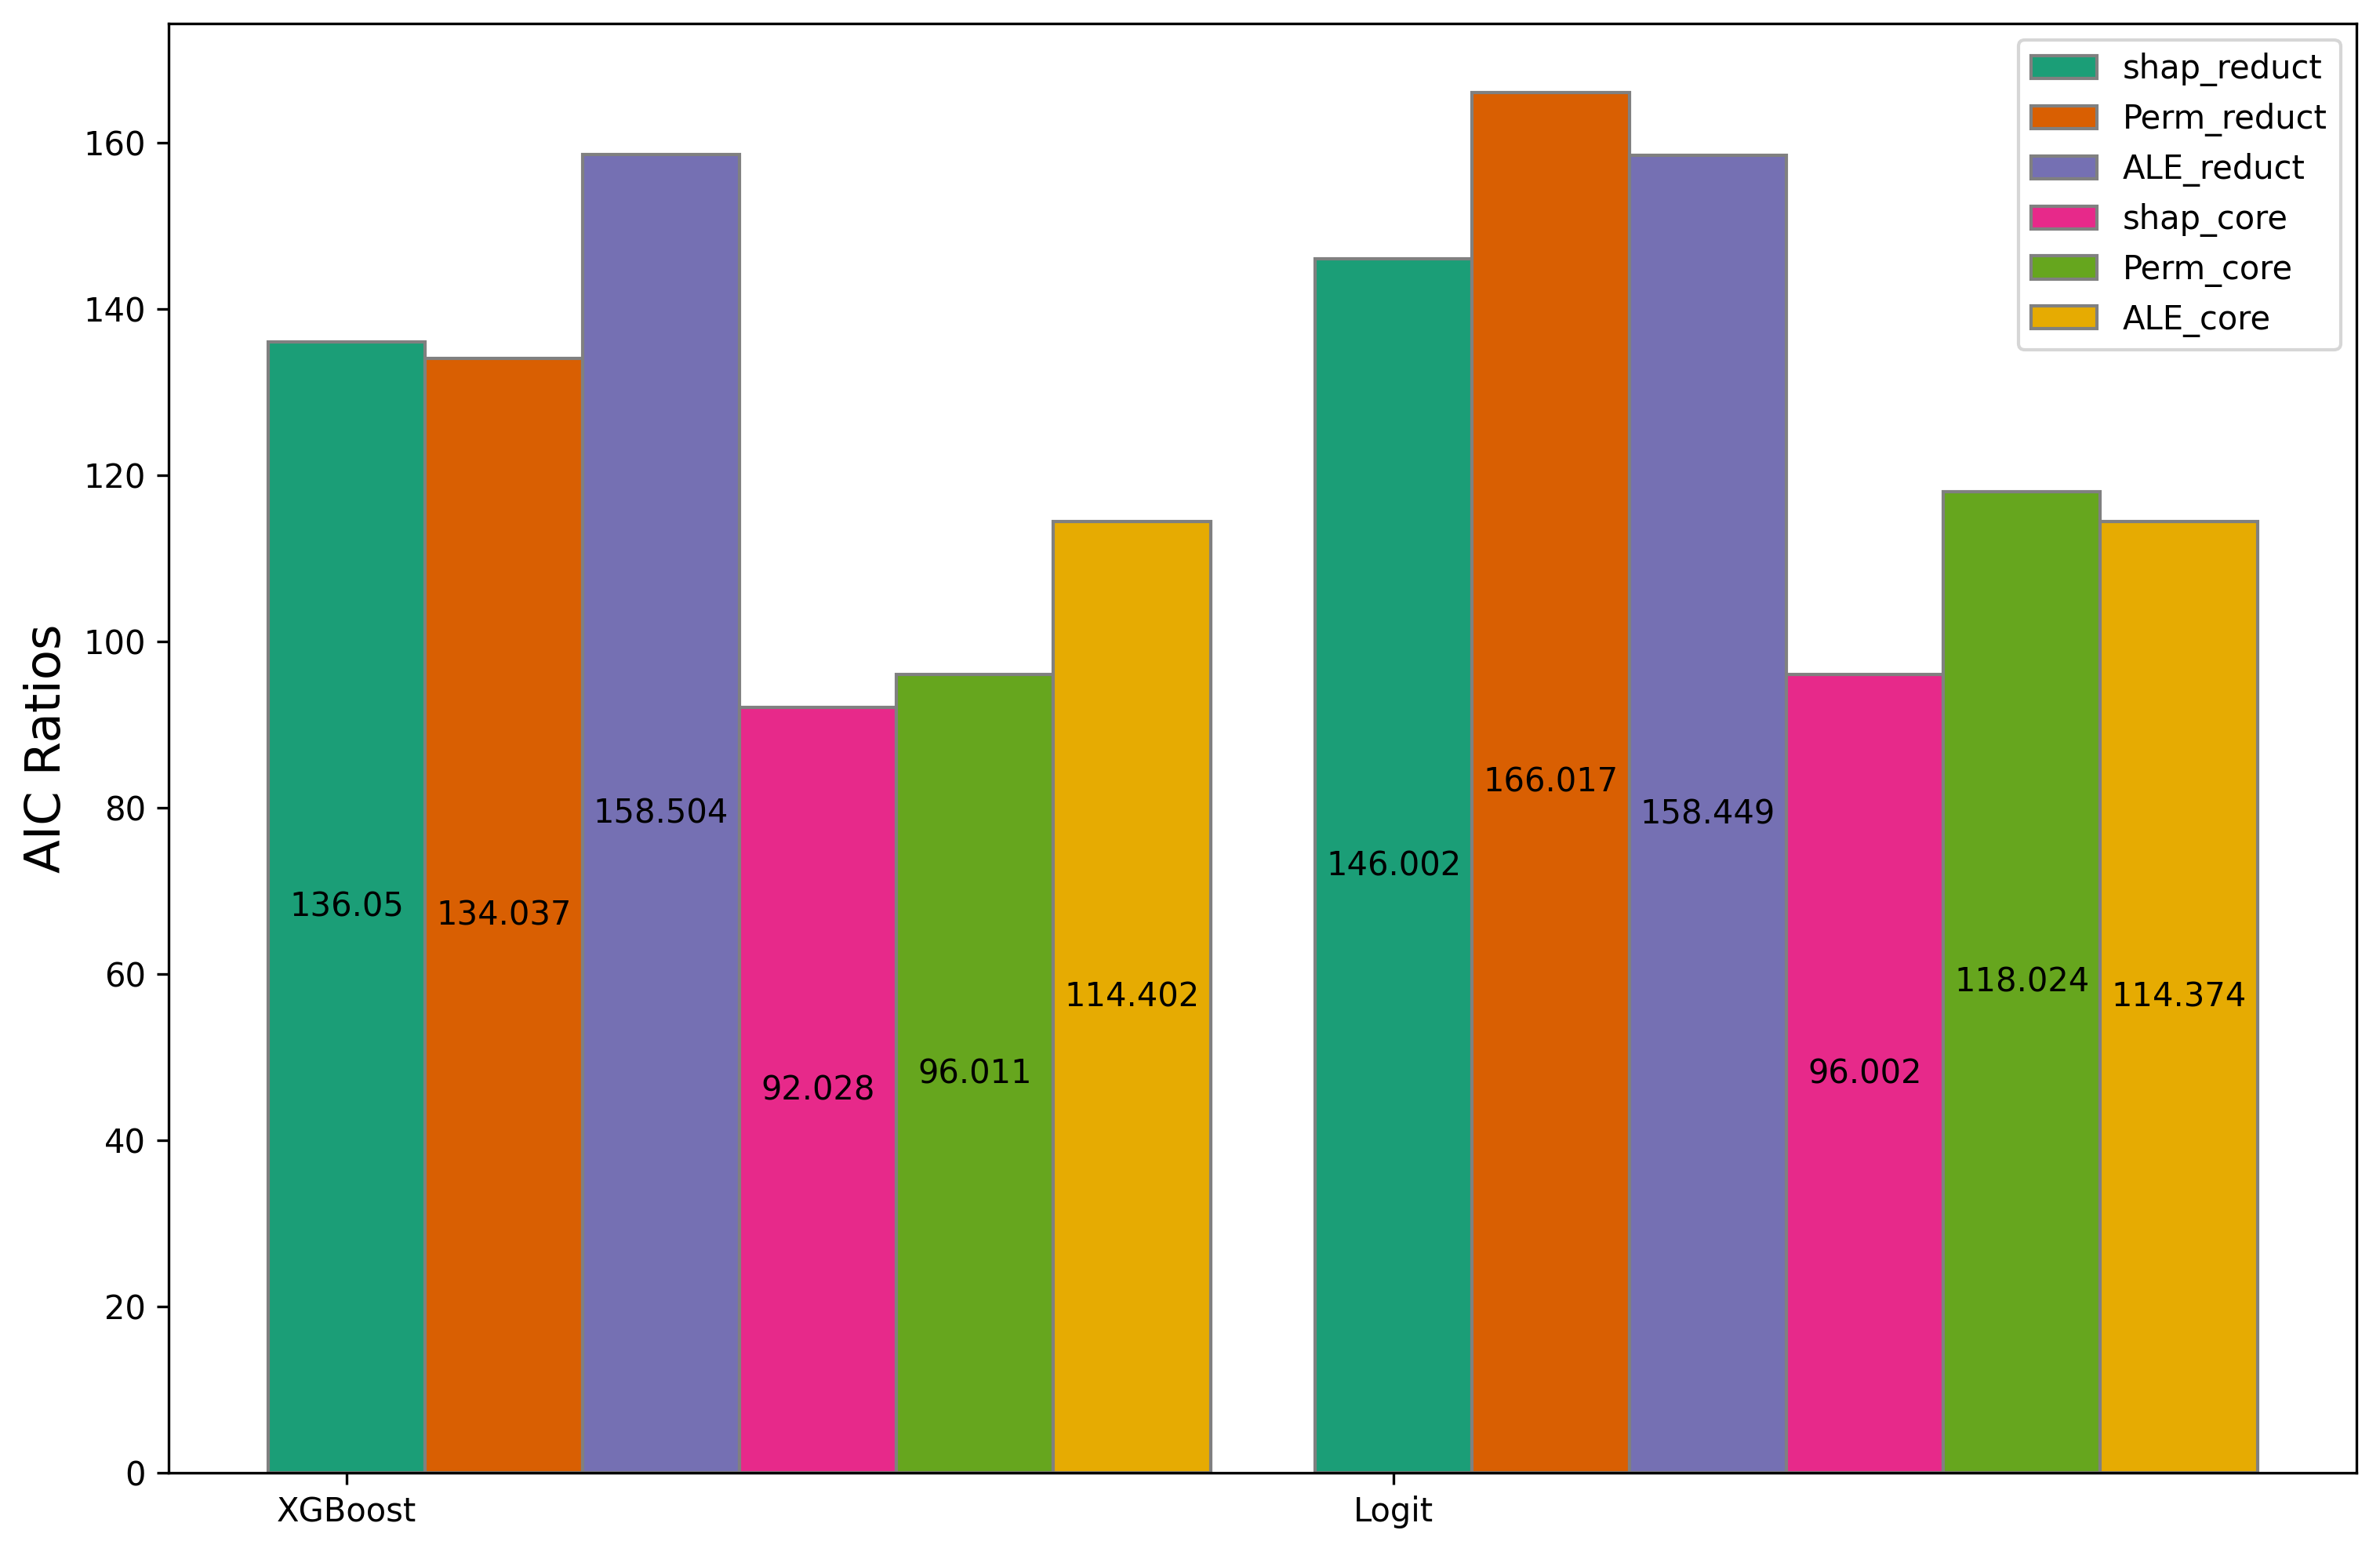 AIC Ratios
160
140
120
100
80
60
40
20
0
136.05
134.037
158.504
92.028
96.011
114.402
146.002
166.017
158.449
96.002
118.024
114.374
XGBoost
Logit
shap_reduct
Perm_reduct
ALE_reduct
shap_core
Perm_core
ALE_core